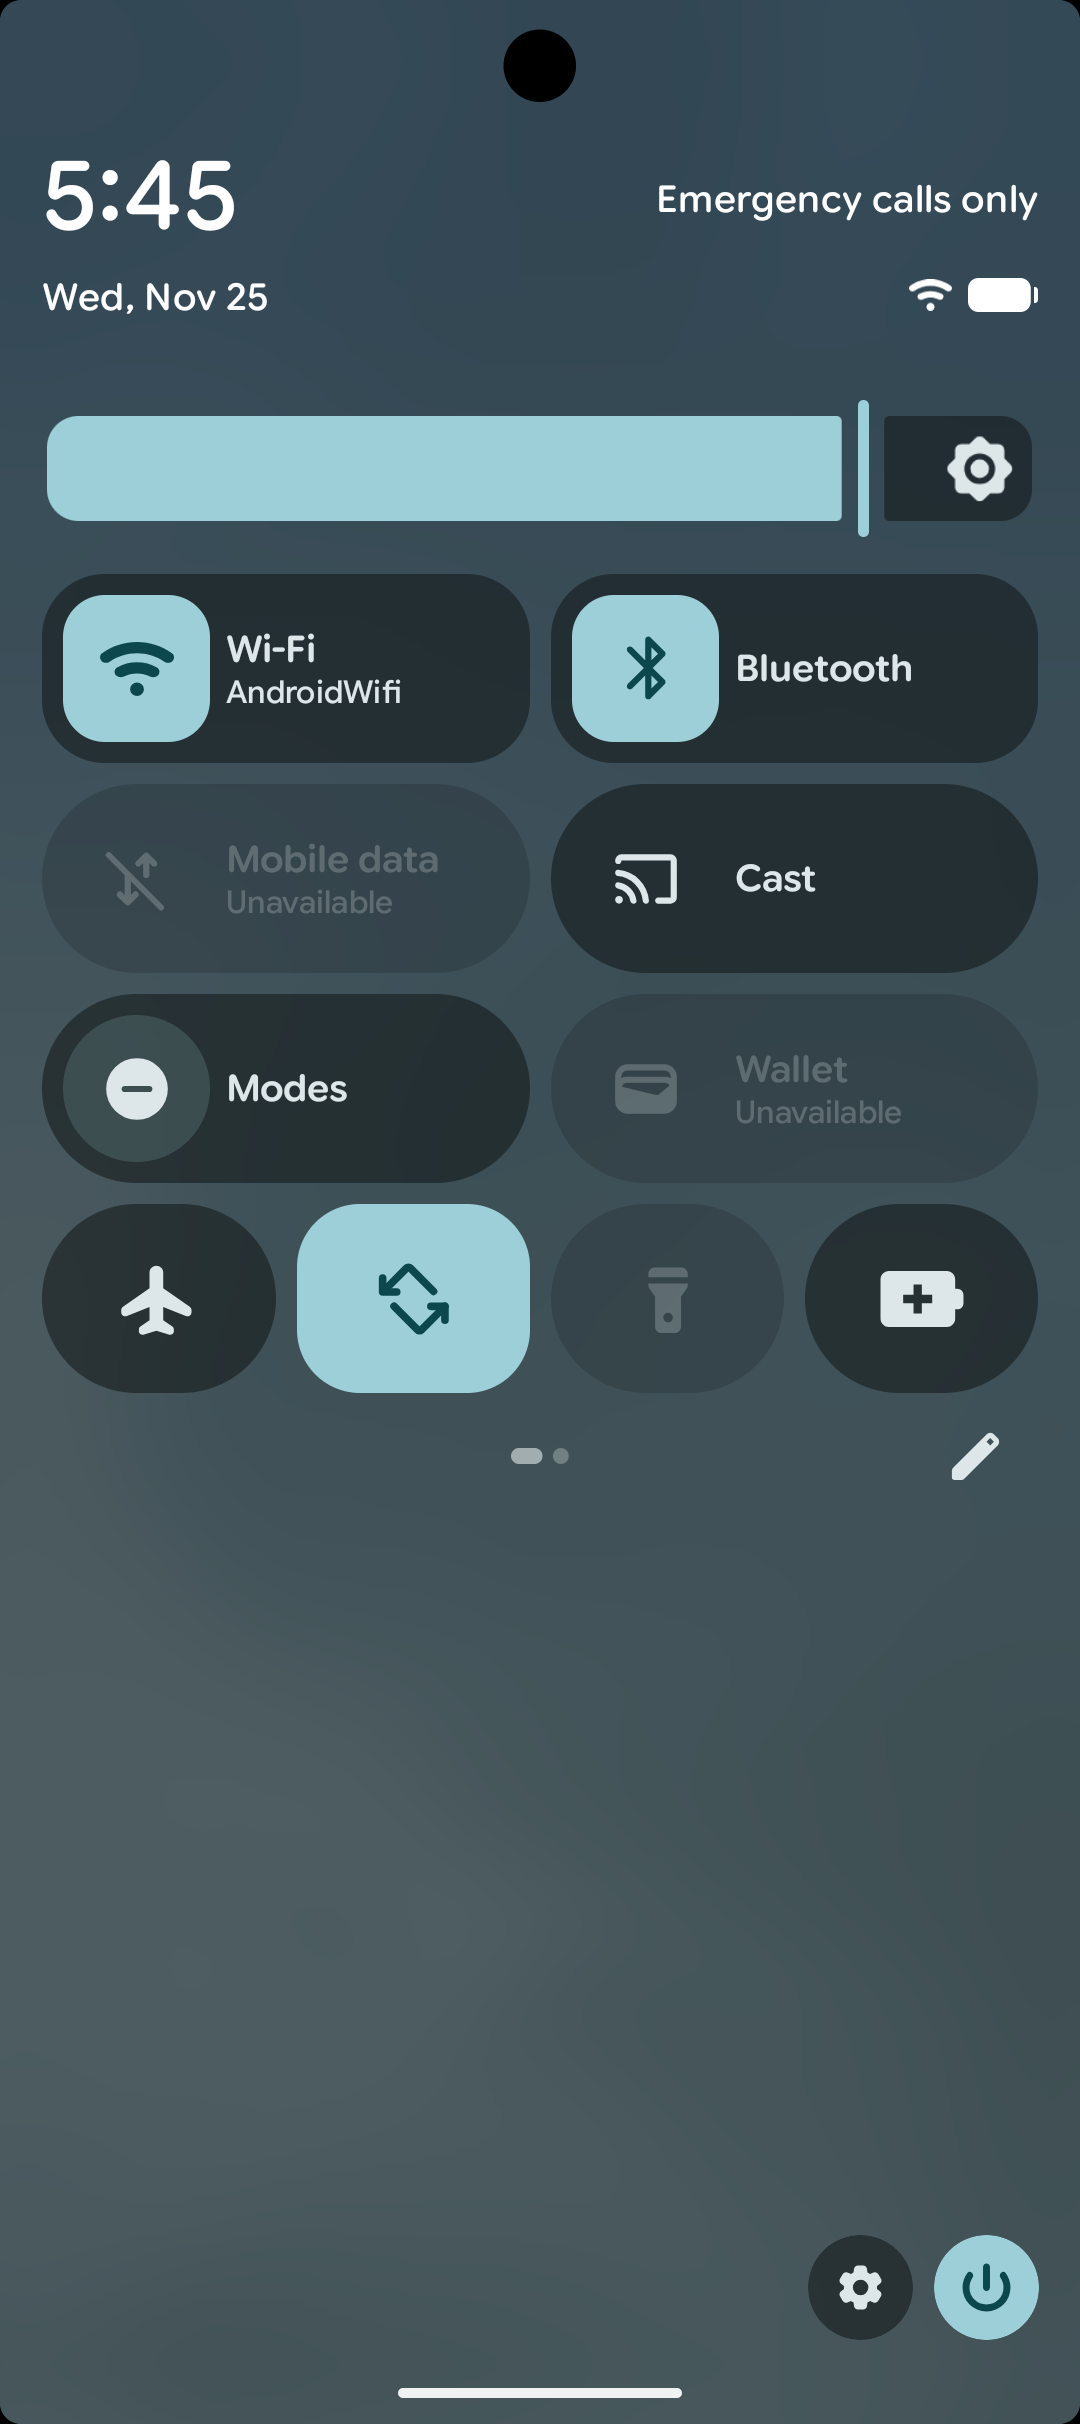 5:45
Emergency calls only
Wed, Nov 25
Wi-Fi
AndroidWifi
Bluetooth
Mobile data
Unavailable
Cast
Modes
Wallet
Unavailable